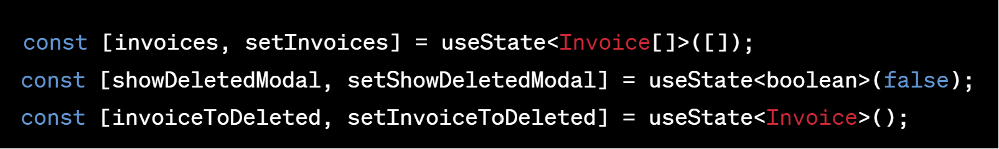 const [invoices, setInvoices] = useState<Invoice[]>([]);
const [showDeletedModal, setShowDeletedModal] = useState<boolean>(false);
const [invoiceToDeleted, setInvoiceToDeleted] = useState<Invoice>();